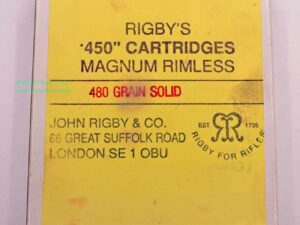 RIGBY'S
·450" CARTRIDGES
MAGNUM RIMLESS
480 GRAIN SOLID
JOHN RIGBY & CO.
66 GREAT SUFFOLK ROAD
LONDON SE 1 OBU
EST. 1735
RIGBY FOR RIFLES